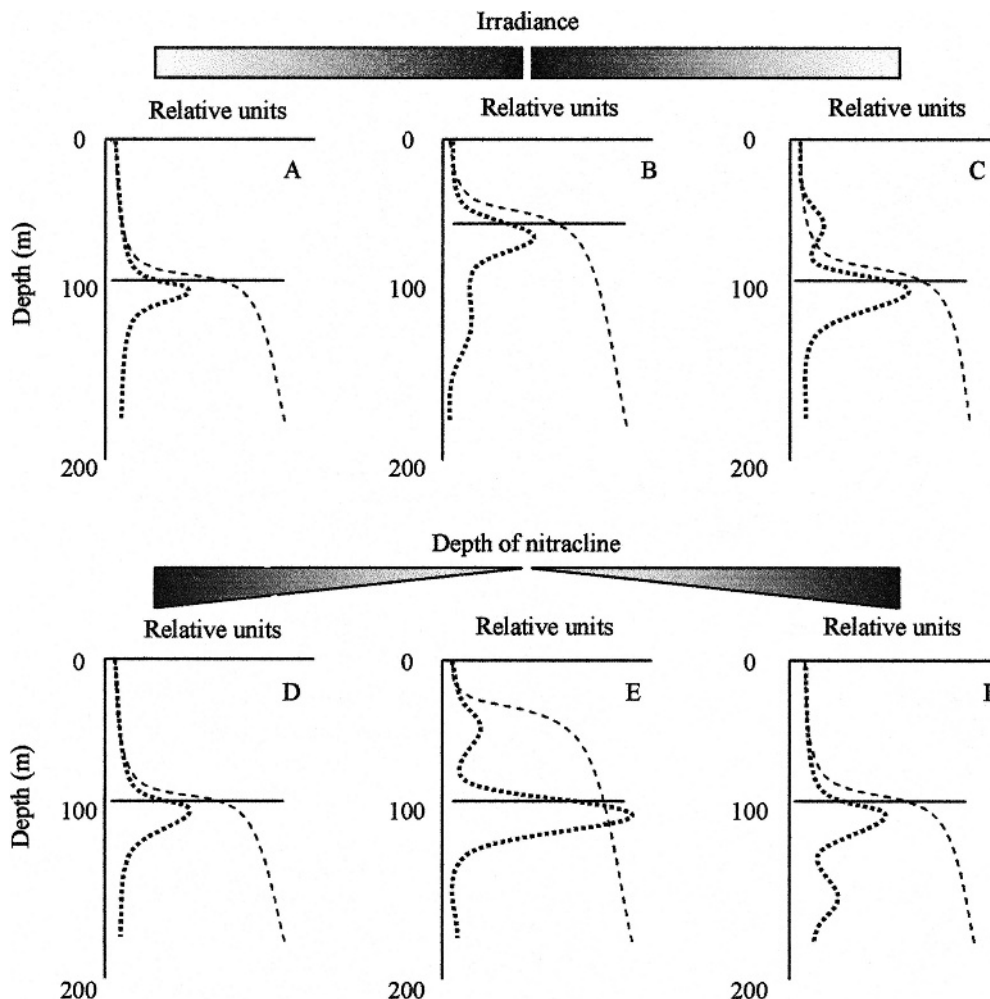 Irradiance
Relative units Relative units Relative units
0 0 0
A B C
Depth (m)
100 100 100
200 200 200
Depth of nitracline
Relative units Relative units Relative units
0 0 0
D E
Depth (m)
100 100 100
200 200 200